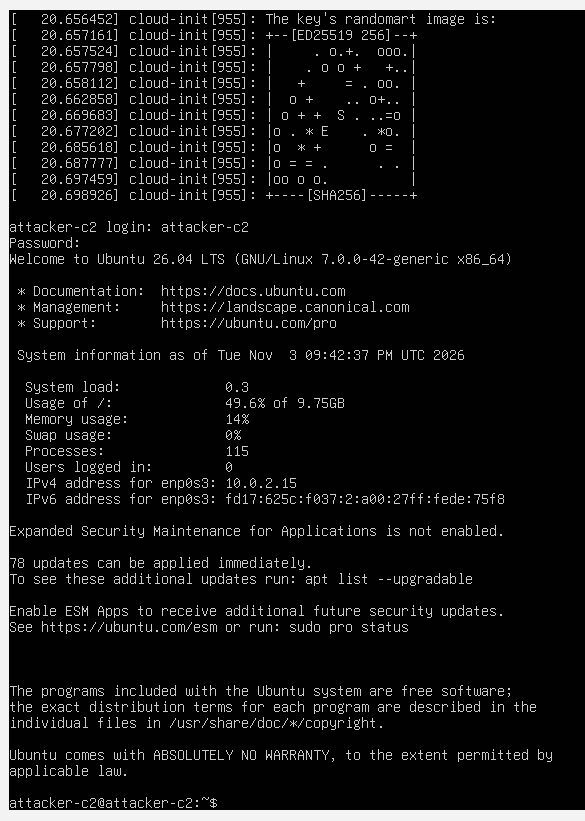 [   20.656452] cloud-init[955]: The key's randomart image is:
[   20.657161] cloud-init[955]: +--[ED25519 256]--+
[   20.657524] cloud-init[955]: |     . o.+.  ooo.|
[   20.657798] cloud-init[955]: |    . o o +   +..|
[   20.658112] cloud-init[955]: |   +     = . oo. |
[   20.662858] cloud-init[955]: |  o +    .. o+.. |
[   20.669683] cloud-init[955]: | o + +  S . ..=o |
[   20.677202] cloud-init[955]: |o . * E    . *o. |
[   20.685618] cloud-init[955]: |o  * +      o =  |
[   20.687777] cloud-init[955]: |o = = .      . . |
[   20.697459] cloud-init[955]: |oo o o.          |
[   20.698926] cloud-init[955]: +----[SHA256]-----+
attacker-c2 login: attacker-c2
Password:
Welcome to Ubuntu 26.04 LTS (GNU/Linux 7.0.0-42-generic x86_64)
 * Documentation:  https://docs.ubuntu.com
 * Management:     https://landscape.canonical.com
 * Support:        https://ubuntu.com/pro
 System information as of Tue Nov  3 09:42:37 PM UTC 2026
  System load:             0.3
  Usage of /:              49.6% of 9.75GB
  Memory usage:            14%
  Swap usage:              0%
  Processes:               115
  Users logged in:         0
  IPv4 address for enp0s3: 10.0.2.15
  IPv6 address for enp0s3: fd17:625c:f037:2:a00:27ff:fede:75f8
Expanded Security Maintenance for Applications is not enabled.
78 updates can be applied immediately.
To see these additional updates run: apt list --upgradable
Enable ESM Apps to receive additional future security updates.
See https://ubuntu.com/esm or run: sudo pro status
The programs included with the Ubuntu system are free software;
the exact distribution terms for each program are described in the
individual files in /usr/share/doc/*/copyright.
Ubuntu comes with ABSOLUTELY NO WARRANTY, to the extent permitted by
applicable law.
attacker-c2@attacker-c2:~$